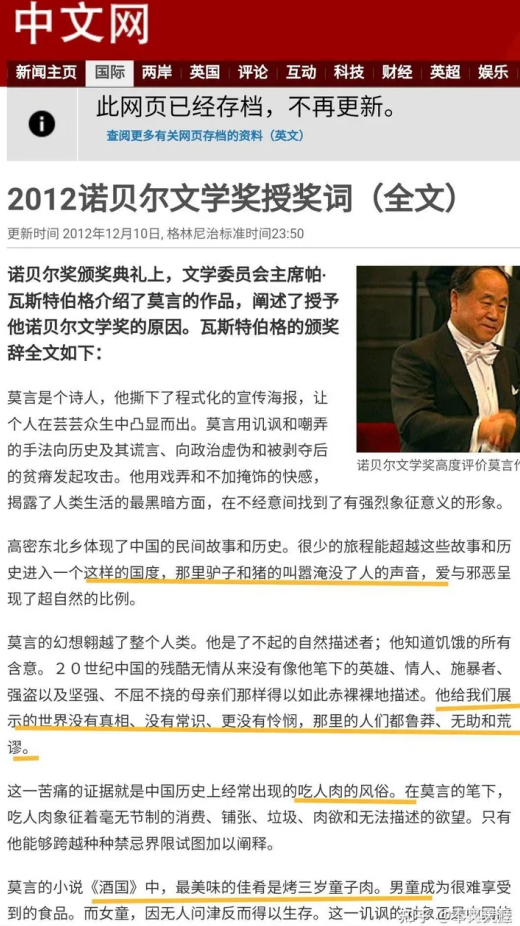 中文网
新闻主页 国际 两岸 英国 评论 互动 科技 财经 英超 娱乐
此网页已经存档，不再更新。
查阅更多有关网页存档的资料（英文）
2012诺贝尔文学奖授奖词（全文）
更新时间 2012年12月10日, 格林尼治标准时间23:50
诺贝尔奖颁奖典礼上，文学委员会主席帕·
瓦斯特伯格介绍了莫言的作品，阐述了授予
他诺贝尔文学奖的原因。瓦斯特伯格的颁奖
辞全文如下：
诺贝尔文学奖高度评价莫言作
莫言是个诗人，他撕下了程式化的宣传海报，让
个人在芸芸众生中凸显而出。莫言用讥讽和嘲弄
的手法向历史及其谎言、向政治虚伪和被剥夺后
的贫瘠发起攻击。他用戏弄和不加掩饰的快感，
揭露了人类生活的最黑暗方面，在不经意间找到了有强烈象征意义的形象。
高密东北乡体现了中国的民间故事和历史。很少的旅程能超越这些故事和历
史进入一个这样的国度，那里驴子和猪的叫嚣淹没了人的声音，爱与邪恶呈
现了超自然的比例。
莫言的幻想翱越了整个人类。他是了不起的自然描述者；他知道饥饿的所有
含意。２０世纪中国的残酷无情从来没有像他笔下的英雄、情人、施暴者、
强盗以及坚强、不屈不挠的母亲们那样得以如此赤裸裸地描述。他给我们展
示的世界没有真相、没有常识、更没有怜悯，那里的人们都鲁莽、无助和荒
谬。
这一苦痛的证据就是中国历史上经常出现的吃人肉的风俗。在莫言的笔下，
吃人肉象征着毫无节制的消费、铺张、垃圾、肉欲和无法描述的欲望。只有
他能够跨越种种禁忌界限试图加以阐释。
莫言的小说《酒国》中，最美味的佳肴是烤三岁童子肉。男童成为很难享受
到的食品。而女童，因无人问津反而得以生存。这一讥讽的
知乎